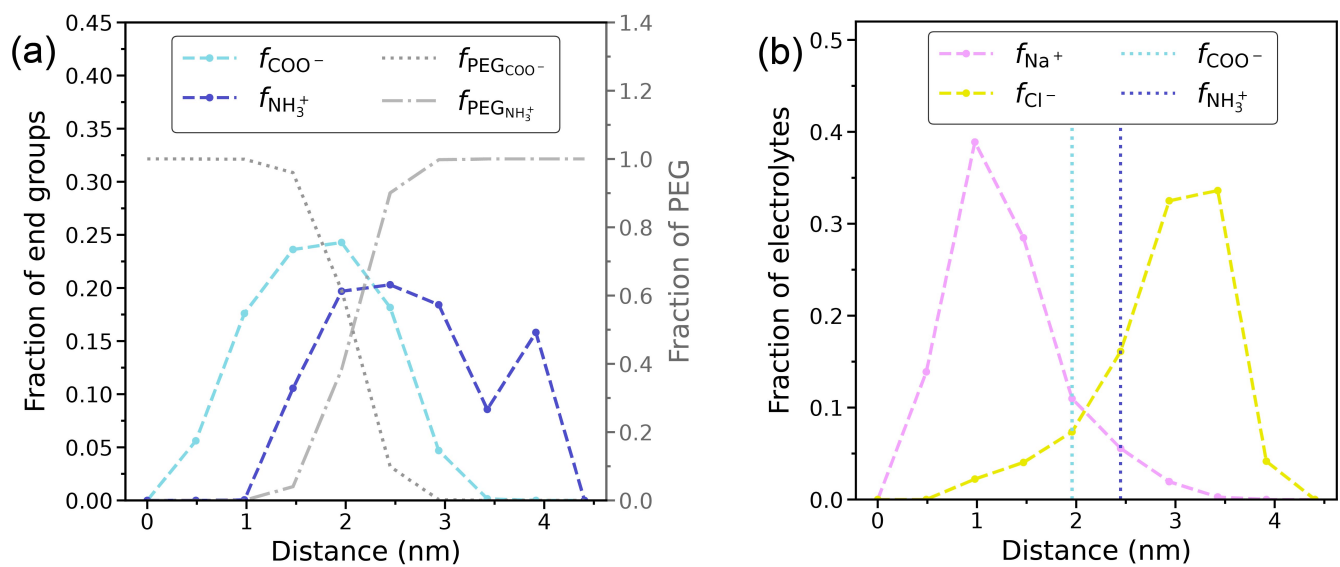 (a)
0.45
0.40
0.35
0.30
0.25
0.20
0.15
0.10
0.05
0.00
Fraction of end groups
f_COO⁻
f_NH₃⁺
f_PEG_COO⁻
f_PEG_NH₃⁺
1.4
1.2
1.0
0.8
0.6
0.4
0.2
0.0
Fraction of PEG
0 1 2 3 4
Distance (nm)
(b)
0.5
0.4
0.3
0.2
0.1
0.0
Fraction of electrolytes
f_Na⁺
f_Cl⁻
f_COO⁻
f_NH₃⁺
0 1 2 3 4
Distance (nm)